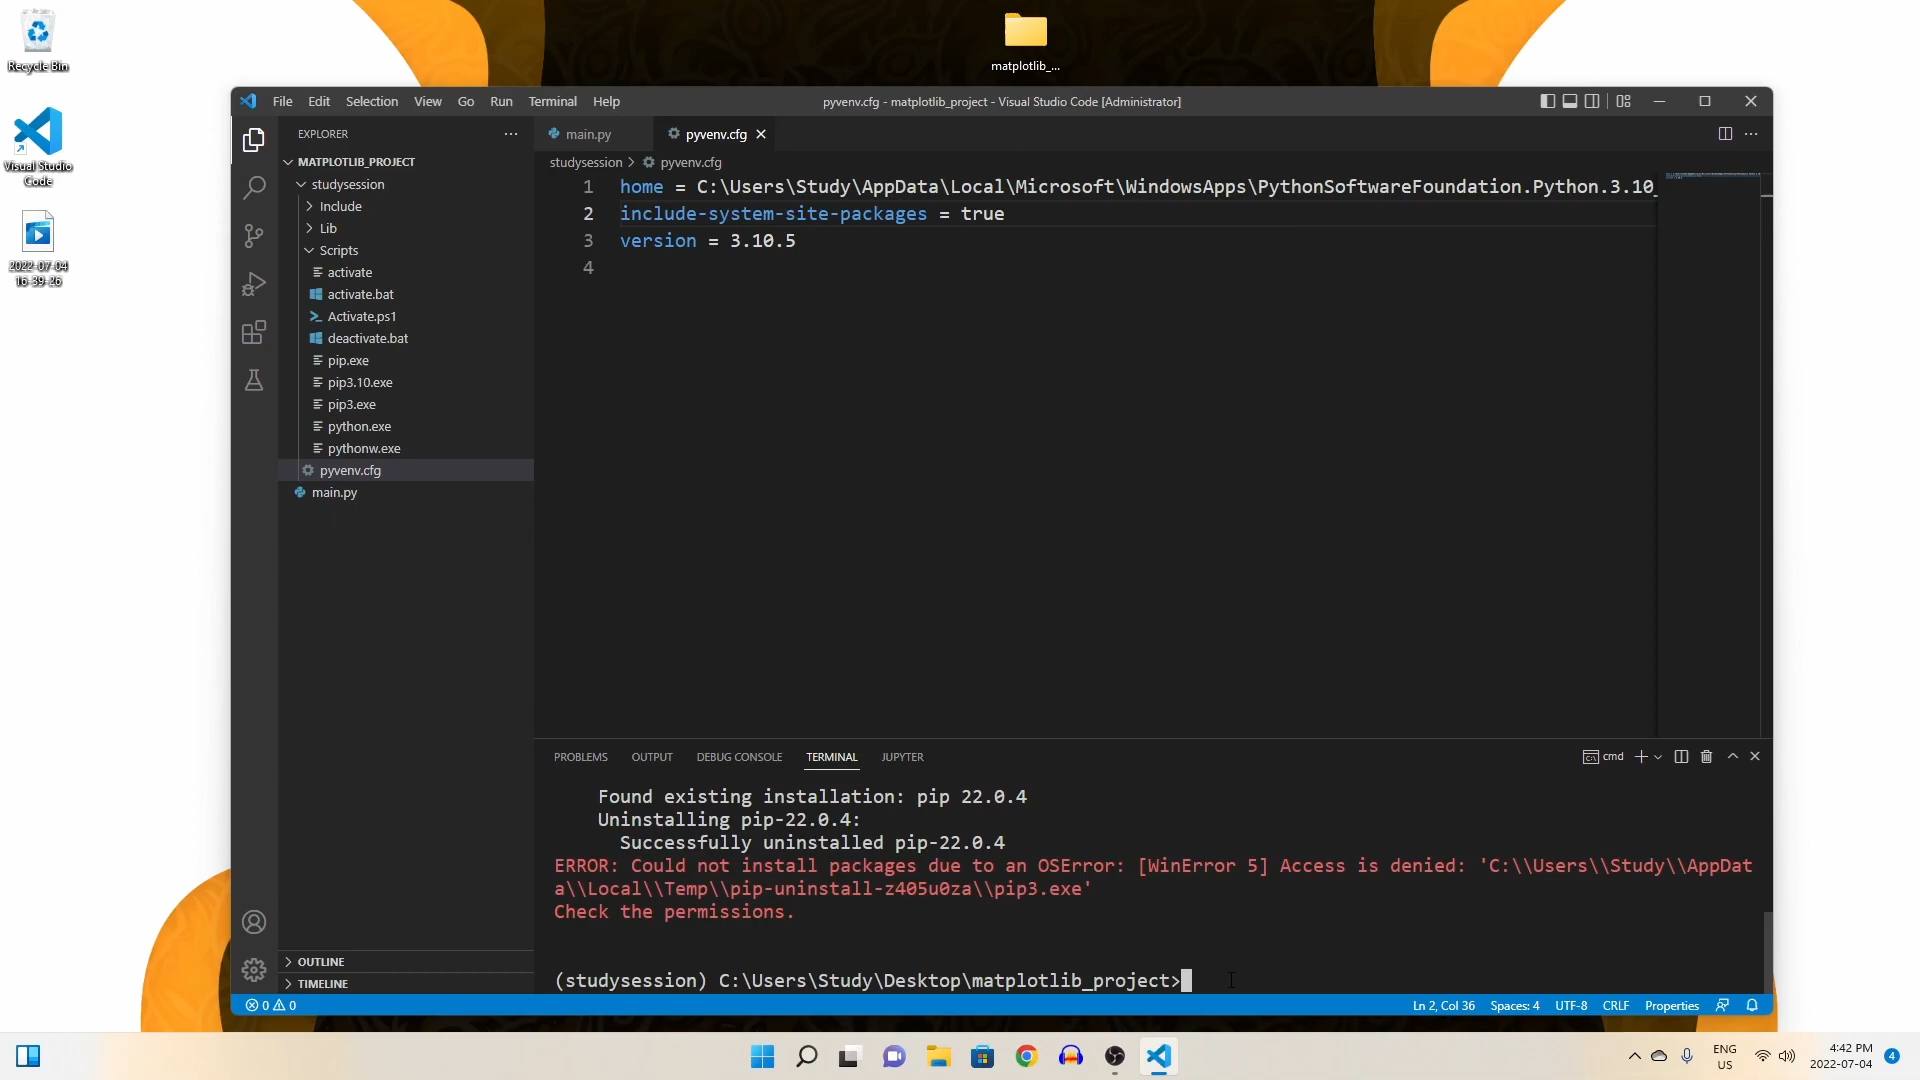 Recycle Bin
Visual Studio
Code
2022-07-04
16-39-26
matplotlib_...
File Edit Selection View Go Run Terminal Help
pyvenv.cfg - matplotlib_project - Visual Studio Code [Administrator]
EXPLORER
MATPLOTLIB_PROJECT
studysession
Include
Lib
Scripts
activate
activate.bat
Activate.ps1
deactivate.bat
pip.exe
pip3.10.exe
pip3.exe
python.exe
pythonw.exe
pyvenv.cfg
main.py
OUTLINE
TIMELINE
main.py pyvenv.cfg
studysession > pyvenv.cfg
1 home = C:\Users\Study\AppData\Local\Microsoft\WindowsApps\PythonSoftwareFoundation.Python.3.10_
2 include-system-site-packages = true
3 version = 3.10.5
4
PROBLEMS OUTPUT DEBUG CONSOLE TERMINAL JUPYTER
cmd
Found existing installation: pip 22.0.4
Uninstalling pip-22.0.4:
Successfully uninstalled pip-22.0.4
ERROR: Could not install packages due to an OSError: [WinError 5] Access is denied: 'C:\\Users\\Study\\AppDat
a\\Local\\Temp\\pip-uninstall-z405u0za\\pip3.exe'
Check the permissions.
(studysession) C:\Users\Study\Desktop\matplotlib_project>
0 0
Ln 2, Col 36 Spaces: 4 UTF-8 CRLF Properties
ENG
US
4:42 PM
2022-07-04
4